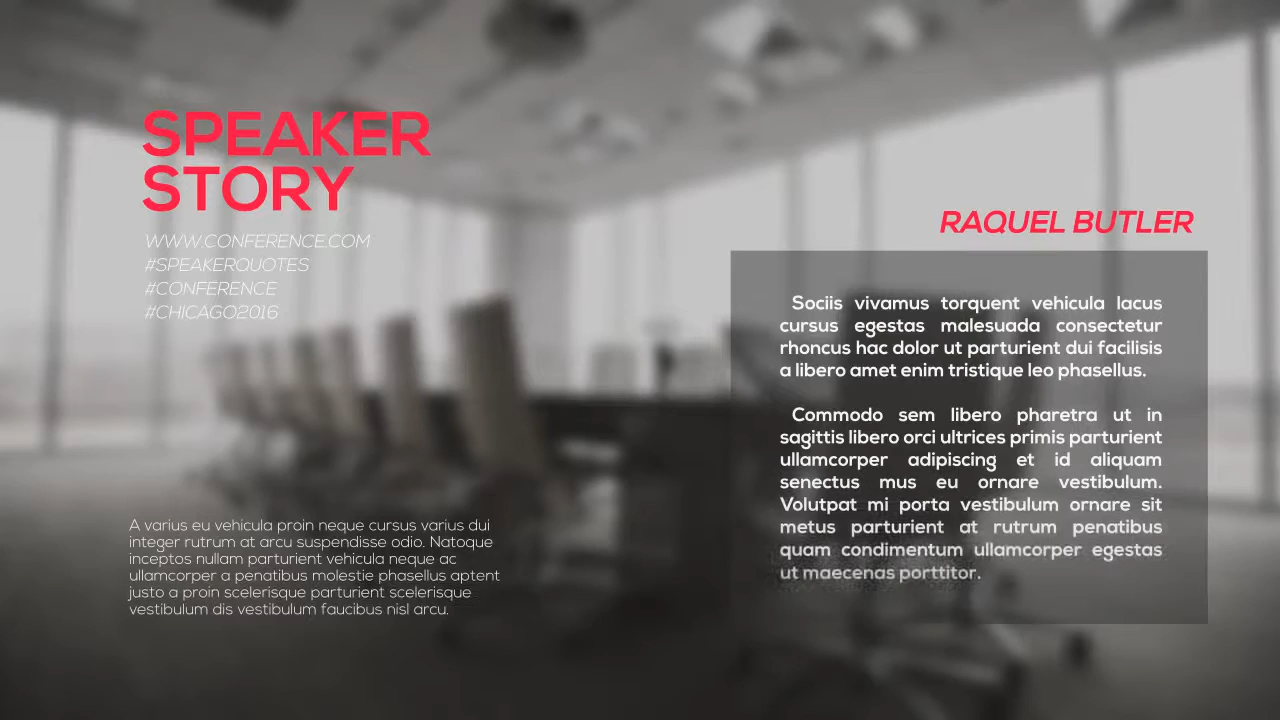 SPEAKER
STORY
WWW.CONFERENCE.COM
#SPEAKERQUOTES
#CONFERENCE
#CHICAGO2016
RAQUEL BUTLER
Sociis vivamus torquent vehicula lacus
cursus egestas malesuada consectetur
rhoncus hac dolor ut parturient dui facilisis
a libero amet enim tristique leo phasellus.
Commodo sem libero pharetra ut in
sagittis libero orci ultrices primis parturient
ullamcorper adipiscing et id aliquam
senectus mus eu ornare vestibulum.
Volutpat mi porta vestibulum ornare sit
metus parturient at rutrum penatibus
quam condimentum ullamcorper egestas
ut maecenas porttitor.
A varius eu vehicula proin neque cursus varius dui
integer rutrum at arcu suspendisse odio. Natoque
inceptos nullam parturient vehicula neque ac
ullamcorper a penatibus molestie phasellus aptent
justo a proin scelerisque parturient scelerisque
vestibulum dis vestibulum faucibus nisl arcu.